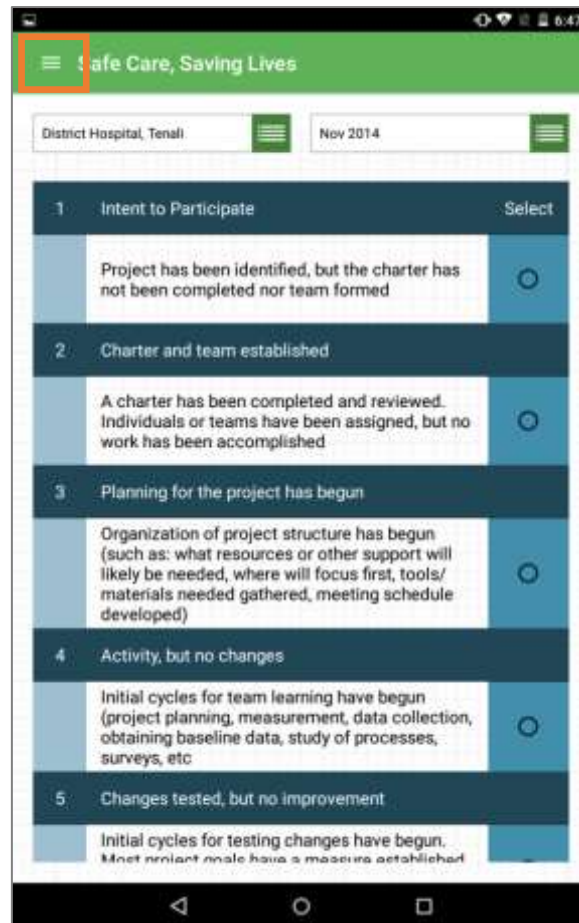 6:47
Safe Care, Saving Lives
District Hospital, Tenali
Nov 2014
1 Intent to Participate Select
Project has been identified, but the charter has
not been completed nor team formed
2 Charter and team established
A charter has been completed and reviewed.
Individuals or teams have been assigned, but no
work has been accomplished
3 Planning for the project has begun
Organization of project structure has begun
(such as: what resources or other support will
likely be needed, where will focus first, tools/
materials needed gathered, meeting schedule
developed)
4 Activity, but no changes
Initial cycles for team learning have begun
(project planning, measurement, data collection,
obtaining baseline data, study of processes,
surveys, etc
5 Changes tested, but no improvement
Initial cycles for testing changes have begun.
Most project goals have a measure established